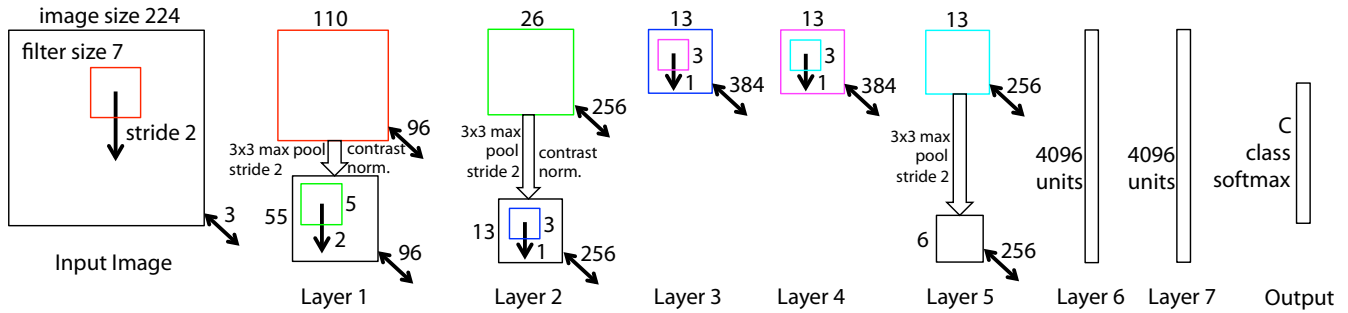 image size 224
filter size 7
stride 2
3
Input Image
110
96
3x3 max pool
stride 2
contrast
norm.
55
5
2
96
Layer 1
26
256
3x3 max
pool
stride 2
contrast
norm.
13
3
1
256
Layer 2
13
3
1
384
Layer 3
13
3
1
384
Layer 4
13
256
3x3 max
pool
stride 2
6
256
Layer 5
4096
units
Layer 6
4096
units
Layer 7
C
class
softmax
Output